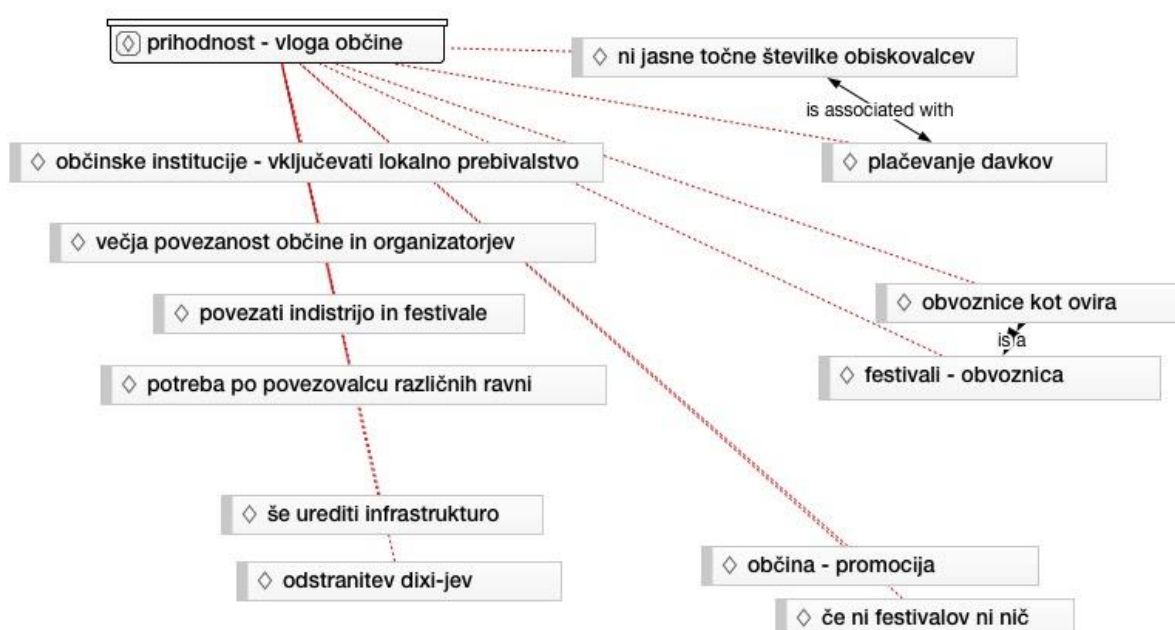 prihodnost - vloga občine
ni jasne točne številke obiskovalcev
is associated with
občinske institucije - vključevati lokalno prebivalstvo
plačevanje davkov
večja povezanost občine in organizatorjev
povezati indistrijo in festivale
obvoznice kot ovira
is a
potreba po povezovalcu različnih ravni
festivali - obvoznica
še urediti infrastrukturo
občina - promocija
odstranitev dixi-jev
če ni festivalov ni nič